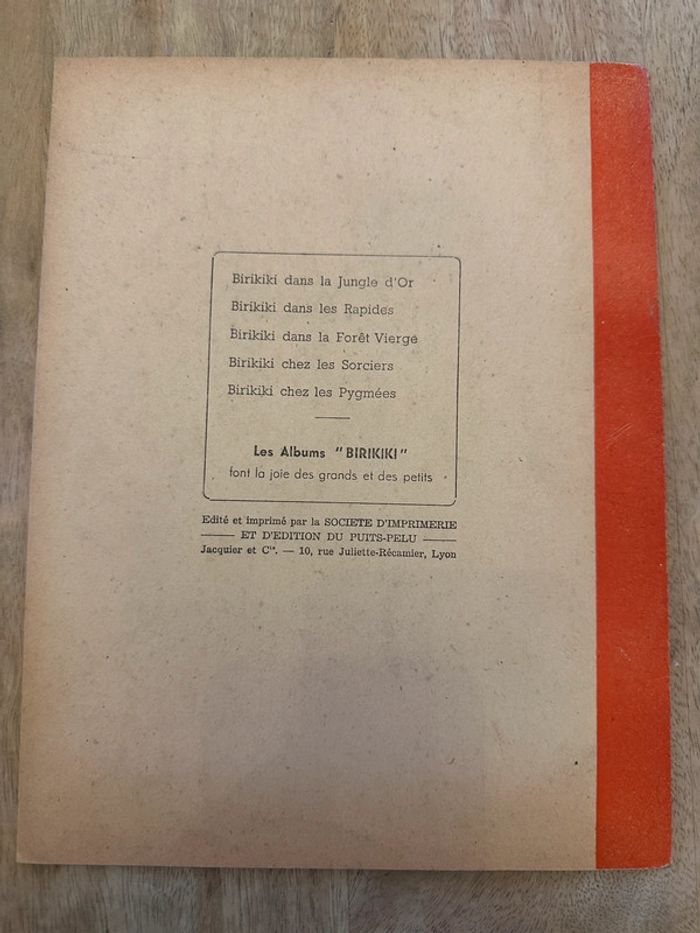 Birikiki dans la Jungle d'Or
Birikiki dans les Rapides
Birikiki dans la Forêt Vierge
Birikiki chez les Sorciers
Birikiki chez les Pygmées
Les Albums "BIRIKIKI"
font la joie des grands et des petits
Edité et imprimé par la SOCIETE D'IMPRIMERIE
ET D'EDITION DU PUITS-PELU
Jacquier et Cie. — 10, rue Juliette-Récamier, Lyon